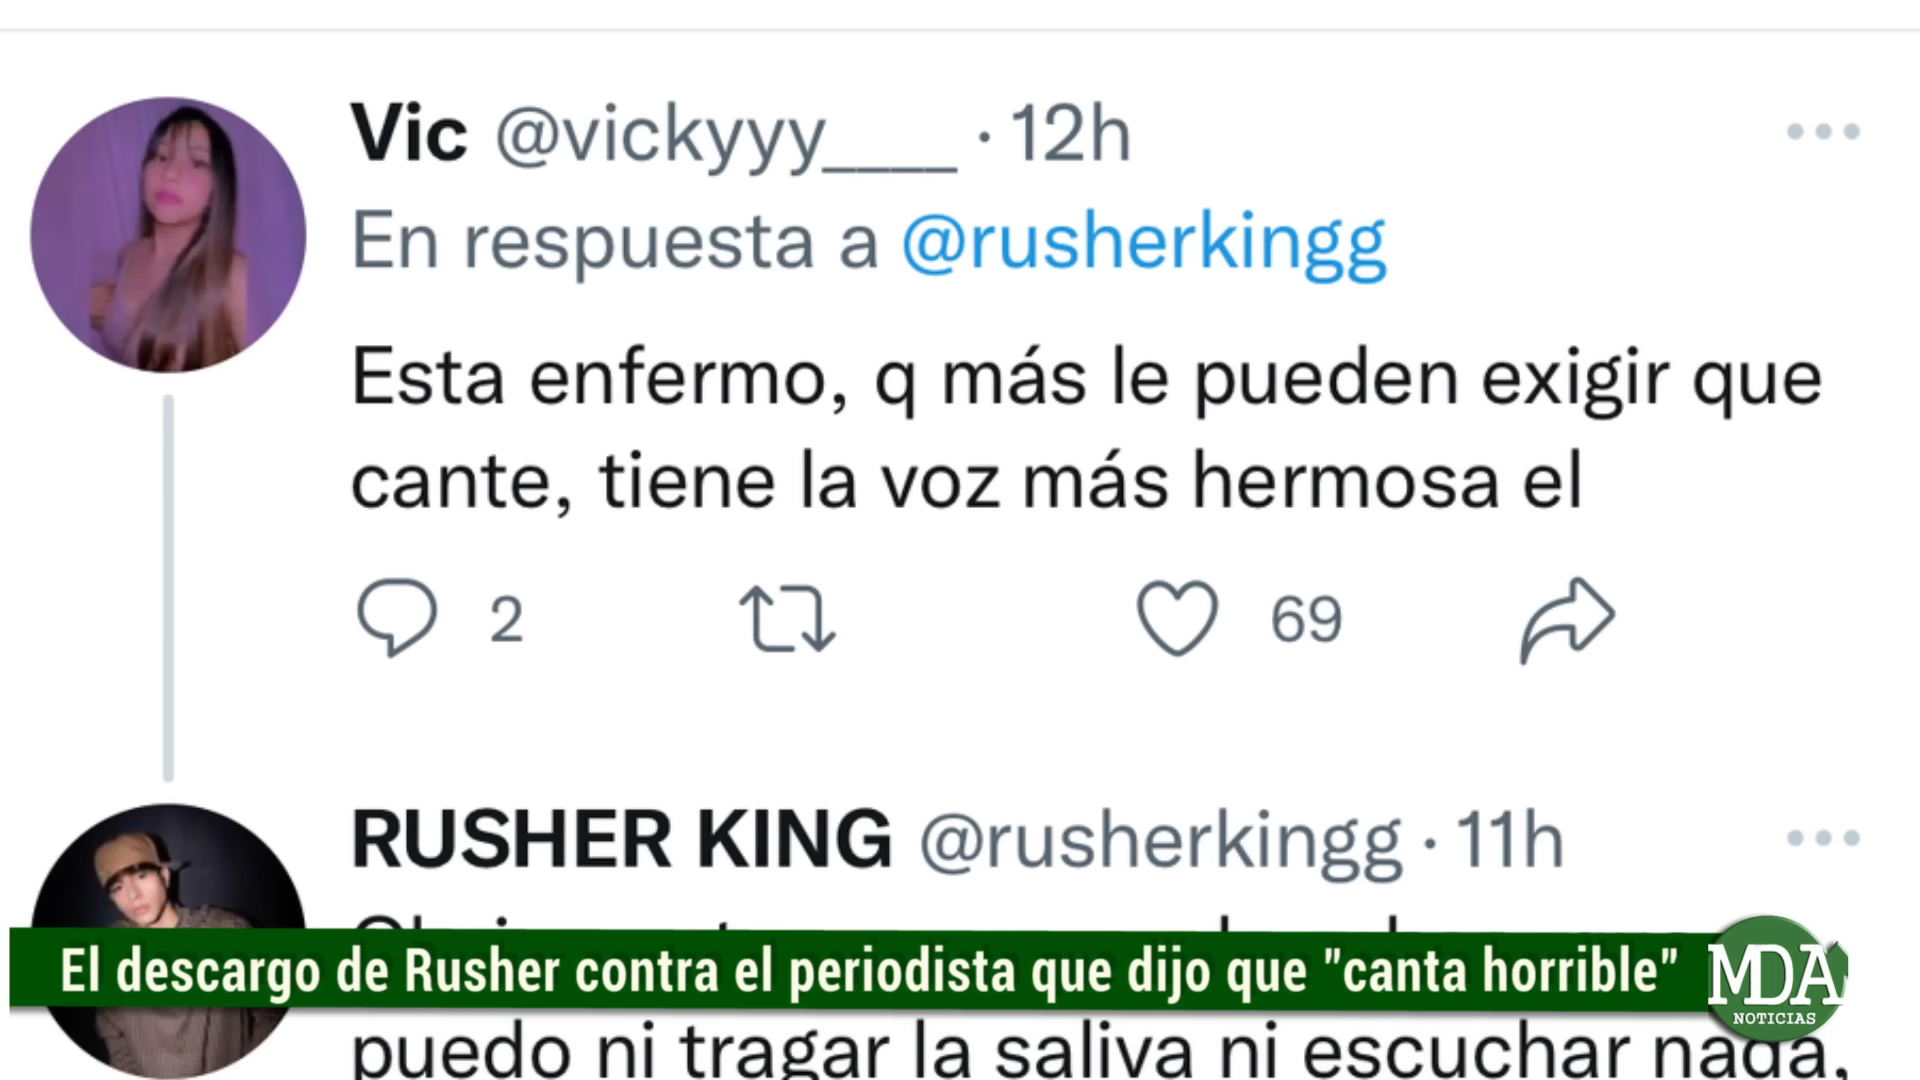 Vic @vickyyy____ · 12h
En respuesta a @rusherkingg
Esta enfermo, q más le pueden exigir que
cante, tiene la voz más hermosa el
2 69
RUSHER KING @rusherkingg · 11h
El descargo de Rusher contra el periodista que dijo que "canta horrible"
MDA
NOTICIAS
puedo ni tragar la saliva ni escuchar nada,